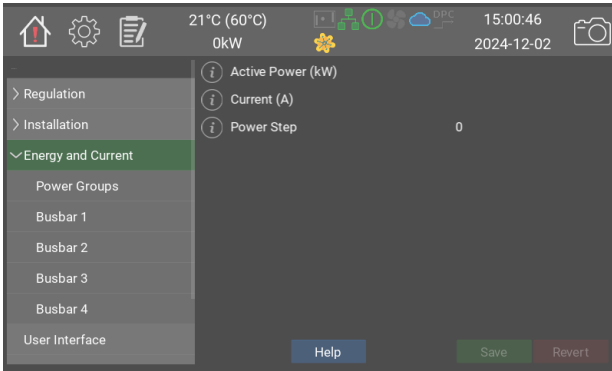 21°C (60°C)
0kW
DPC
15:00:46
2024-12-02
Regulation
Installation
Energy and Current
Power Groups
Busbar 1
Busbar 2
Busbar 3
Busbar 4
User Interface
i Active Power (kW)
i Current (A)
i Power Step 0
Help
Save
Revert